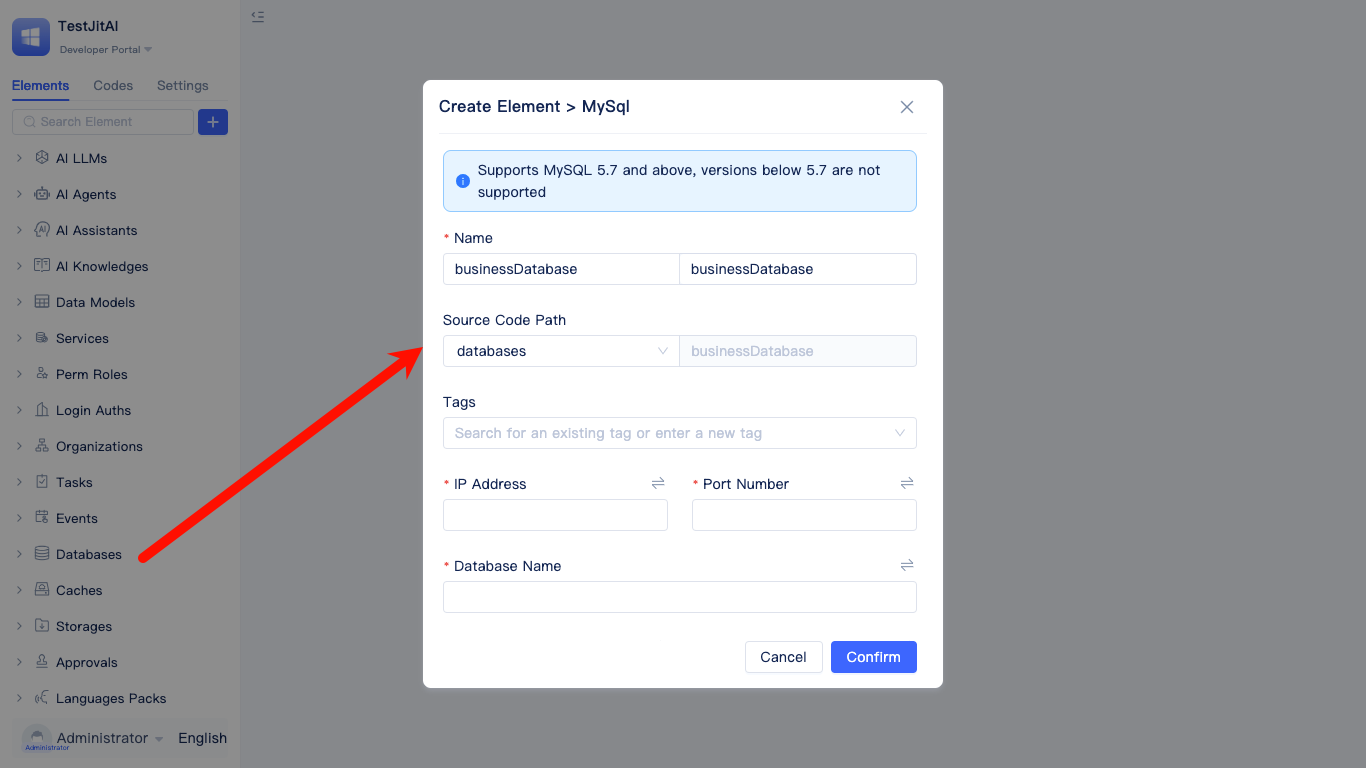 TestJitAI
Developer Portal
Elements Codes Settings
Search Element
AI LLMs
AI Agents
AI Assistants
AI Knowledges
Data Models
Services
Perm Roles
Login Auths
Organizations
Tasks
Events
Databases
Caches
Storages
Approvals
Languages Packs
Administrator English
Administrator
Create Element > MySql
Supports MySQL 5.7 and above, versions below 5.7 are not
supported
* Name
businessDatabase businessDatabase
Source Code Path
databases businessDatabase
Tags
Search for an existing tag or enter a new tag
* IP Address * Port Number
* Database Name
Cancel Confirm